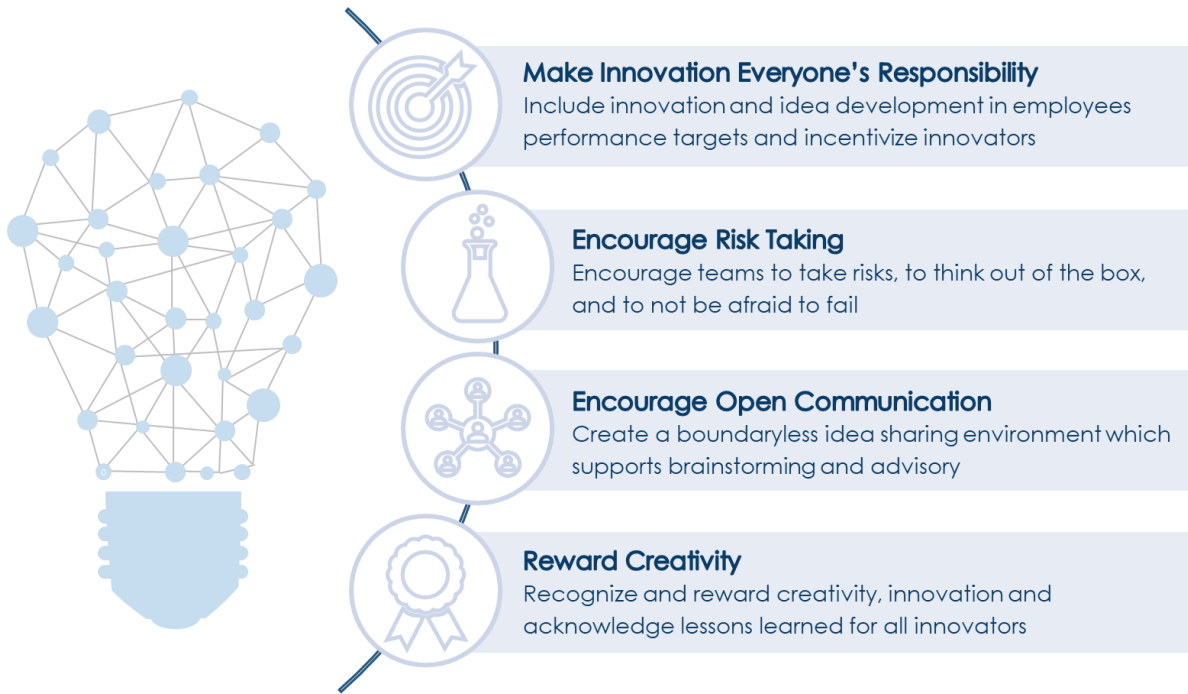 Make Innovation Everyone’s Responsibility
Include innovation and idea development in employees
performance targets and incentivize innovators
Encourage Risk Taking
Encourage teams to take risks, to think out of the box,
and to not be afraid to fail
Encourage Open Communication
Create a boundaryless idea sharing environment which
supports brainstorming and advisory
Reward Creativity
Recognize and reward creativity, innovation and
acknowledge lessons learned for all innovators